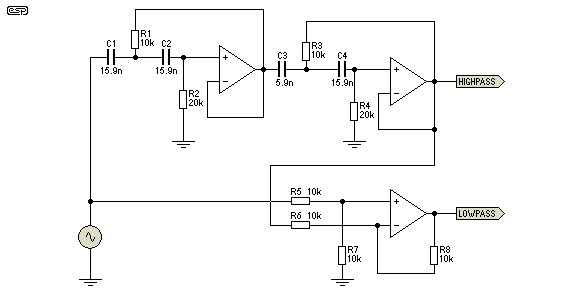 esp
R1
10k
C1
C2
15.9n
15.9n
R2
20k
+
−
C3
5.9n
R3
10k
C4
15.9n
R4
20k
+
−
HIGHPASS
R5 10k
R6 10k
R7
10k
+
−
R8
10k
LOWPASS